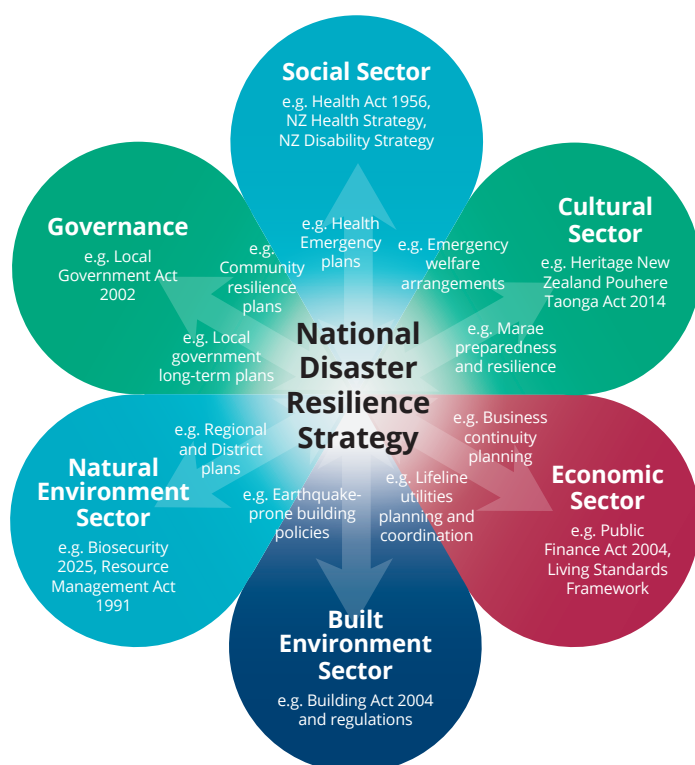 Social Sector
e.g. Health Act 1956,
NZ Health Strategy,
NZ Disability Strategy
Governance
e.g. Local
Government Act
2002
Cultural
Sector
e.g. Heritage New
Zealand Pouhere
Taonga Act 2014
e.g. Health
Emergency
plans
e.g.
Community
resilience
plans
e.g. Emergency
welfare
arrangements
e.g. Local
government
long-term plans
e.g. Marae
preparedness
and resilience
National
Disaster
Resilience
Strategy
e.g. Regional
and District
plans
e.g. Business
continuity
planning
Natural
Environment
Sector
e.g. Biosecurity
2025, Resource
Management Act
1991
e.g. Earthquake-
prone building
policies
e.g. Lifeline
utilities
planning and
coordination
Economic
Sector
e.g. Public
Finance Act 2004,
Living Standards
Framework
Built
Environment
Sector
e.g. Building Act 2004
and regulations